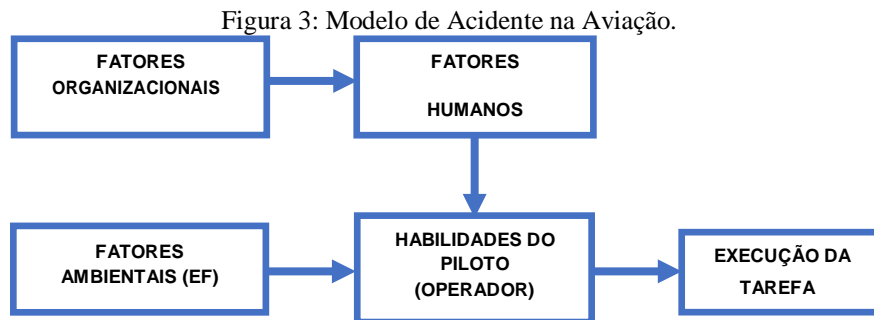 Figura 3: Modelo de Acidente na Aviação.
FATORES
ORGANIZACIONAIS
FATORES
HUMANOS
FATORES
AMBIENTAIS (EF)
HABILIDADES DO
PILOTO
(OPERADOR)
EXECUÇÃO DA
TAREFA